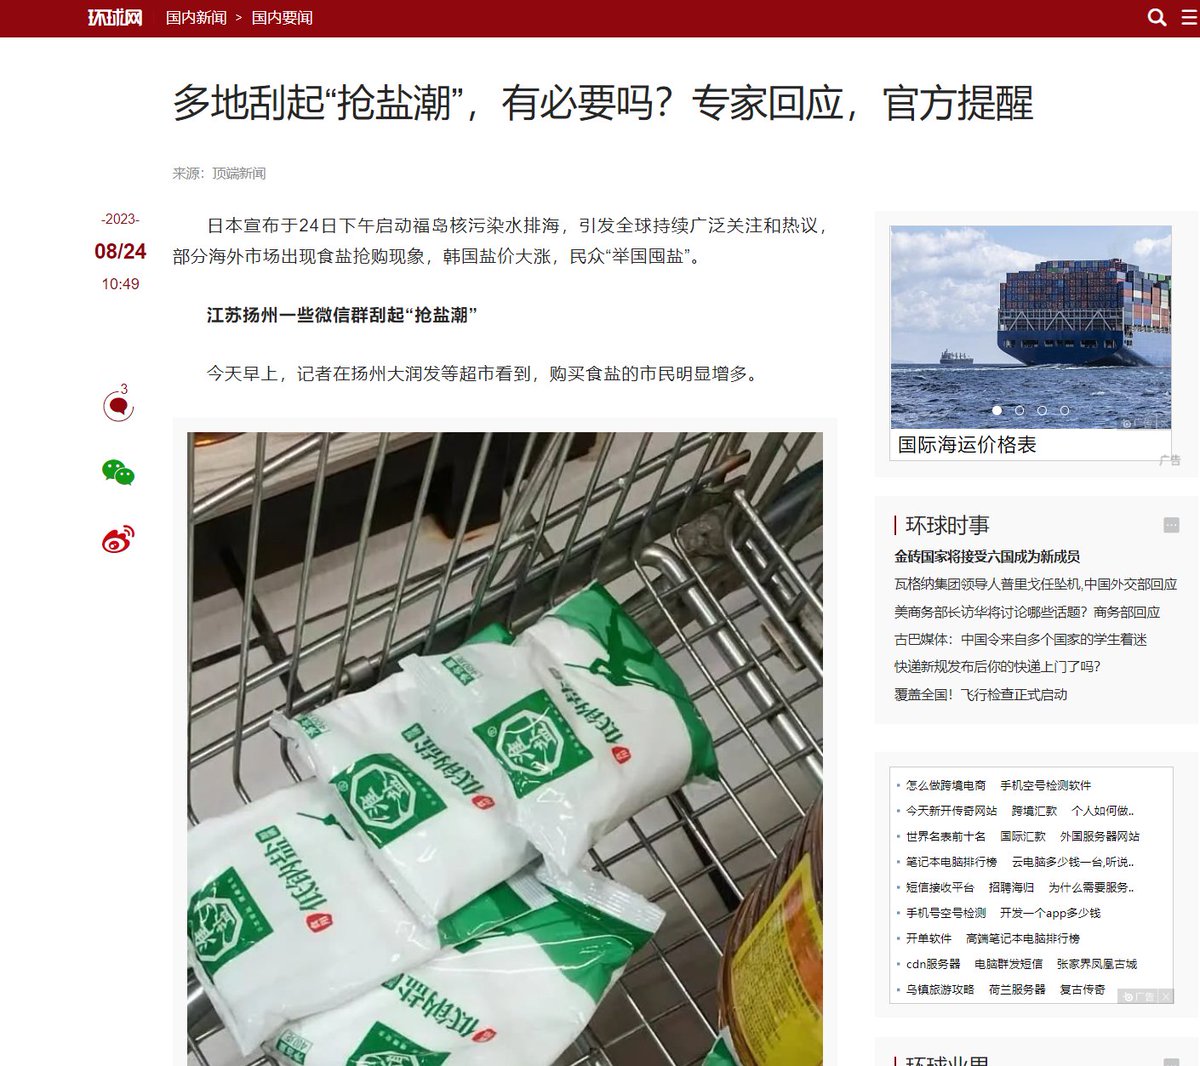 环球网 国内新闻 > 国内要闻
多地刮起“抢盐潮”，有必要吗？专家回应，官方提醒
来源：顶端新闻
-2023-
08/24
10:49
3
日本宣布于24日下午启动福岛核污染水排海，引发全球持续广泛关注和热议，
部分海外市场出现食盐抢购现象，韩国盐价大涨，民众“举国囤盐”。
江苏扬州一些微信群刮起“抢盐潮”
今天早上，记者在扬州大润发等超市看到，购买食盐的市民明显增多。
淮盐
低钠盐
淮盐
低钠盐
淮盐
低钠盐
低钠盐
广告 X
国际海运价格表
广告
环球时事
金砖国家将接受六国成为新成员
瓦格纳集团领导人普里戈任坠机,中国外交部回应
美商务部长访华将讨论哪些话题？商务部回应
古巴媒体：中国令来自多个国家的学生着迷
快递新规发布后你的快递上门了吗?
覆盖全国！飞行检查正式启动
怎么做跨境电商 手机空号检测软件
今天新开传奇网站 跨境汇款 个人如何做..
世界名表前十名 国际汇款 外国服务器网站
笔记本电脑排行榜 云电脑多少钱一台,听说..
短信接收平台 招聘海归 为什么需要服务..
手机号空号检测 开发一个app多少钱
开单软件 高端笔记本电脑排行榜
cdn服务器 电脑群发短信 张家界凤凰古城
乌镇旅游攻略 荷兰服务器 复古传奇
广告 X